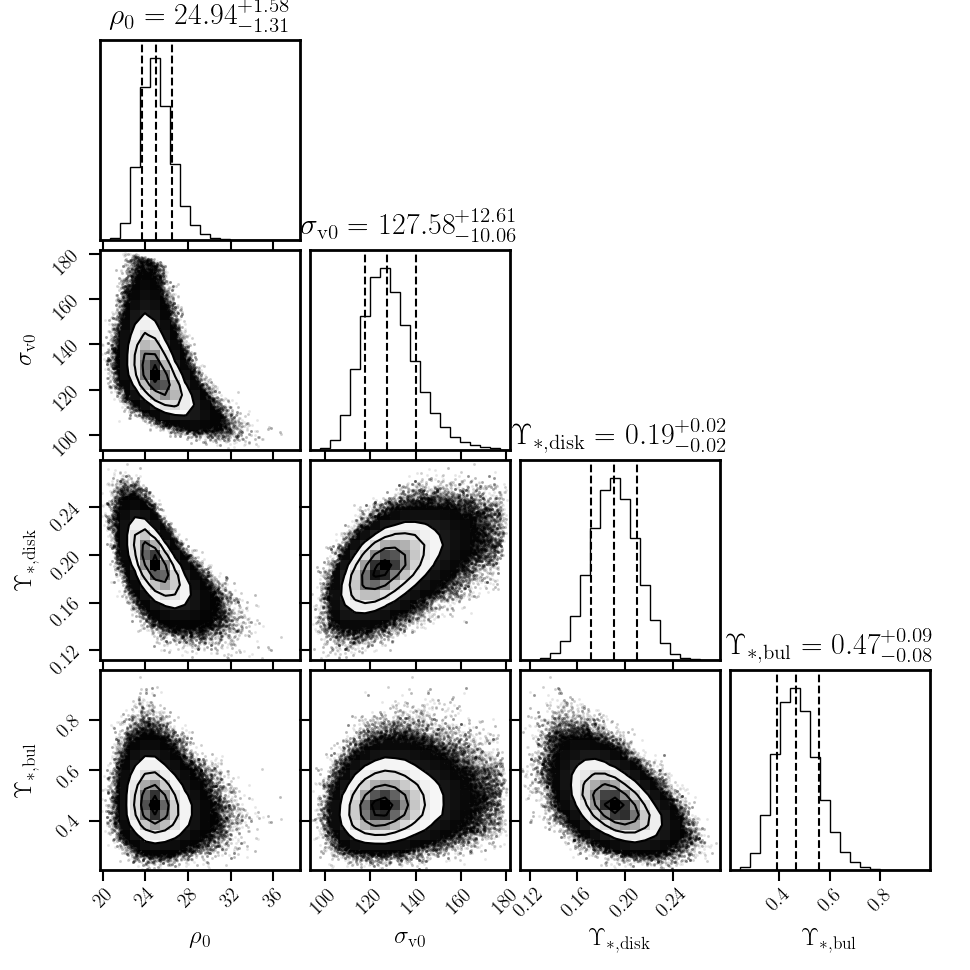 ρ₀ = 24.94 +1.58 −1.31
σᵥ₀ = 127.58 +12.61 −10.06
180
160
140
120
100
σᵥ₀
ϒ∗,disk = 0.19 +0.02 −0.02
0.24
0.20
0.16
0.12
ϒ∗,disk
ϒ∗,bul = 0.47 +0.09 −0.08
0.8
0.6
0.4
ϒ∗,bul
20 24 28 32 36
100 120 140 160 180
0.12 0.16 0.20 0.24
0.4 0.6 0.8
ρ₀ σᵥ₀ ϒ∗,disk ϒ∗,bul